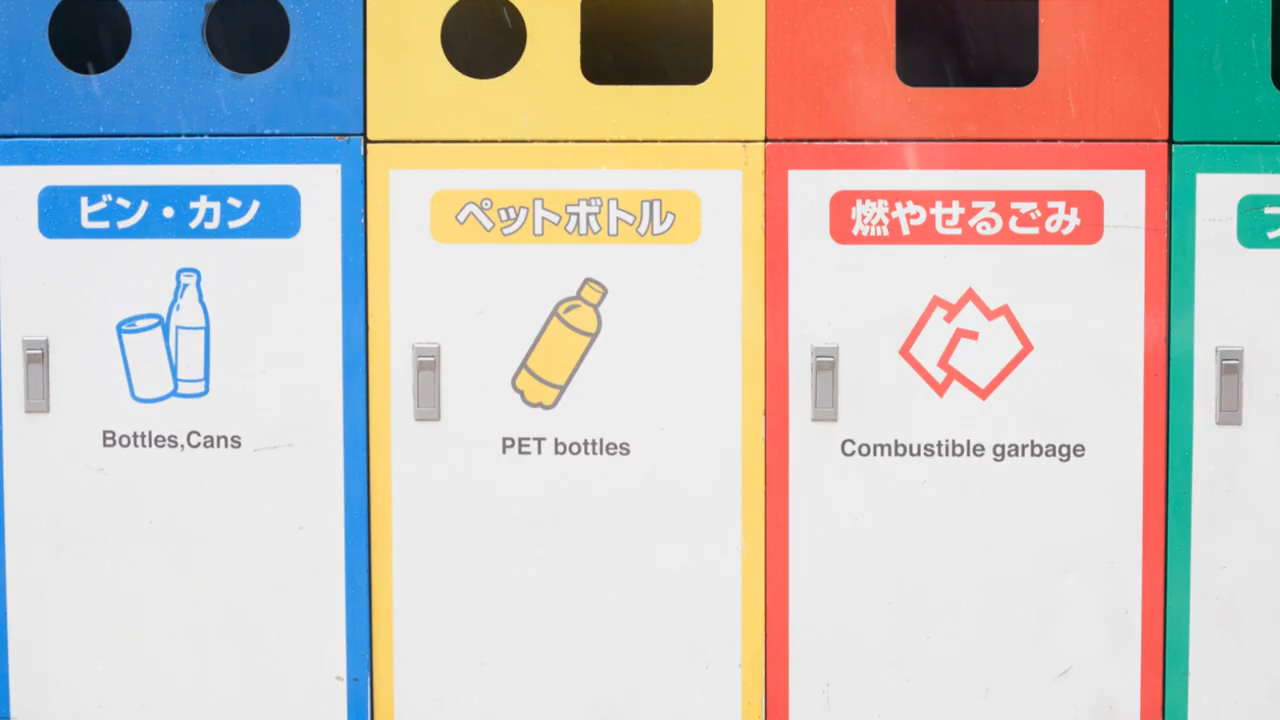 ビン・カン
Bottles,Cans
ペットボトル
PET bottles
燃やせるごみ
Combustible garbage